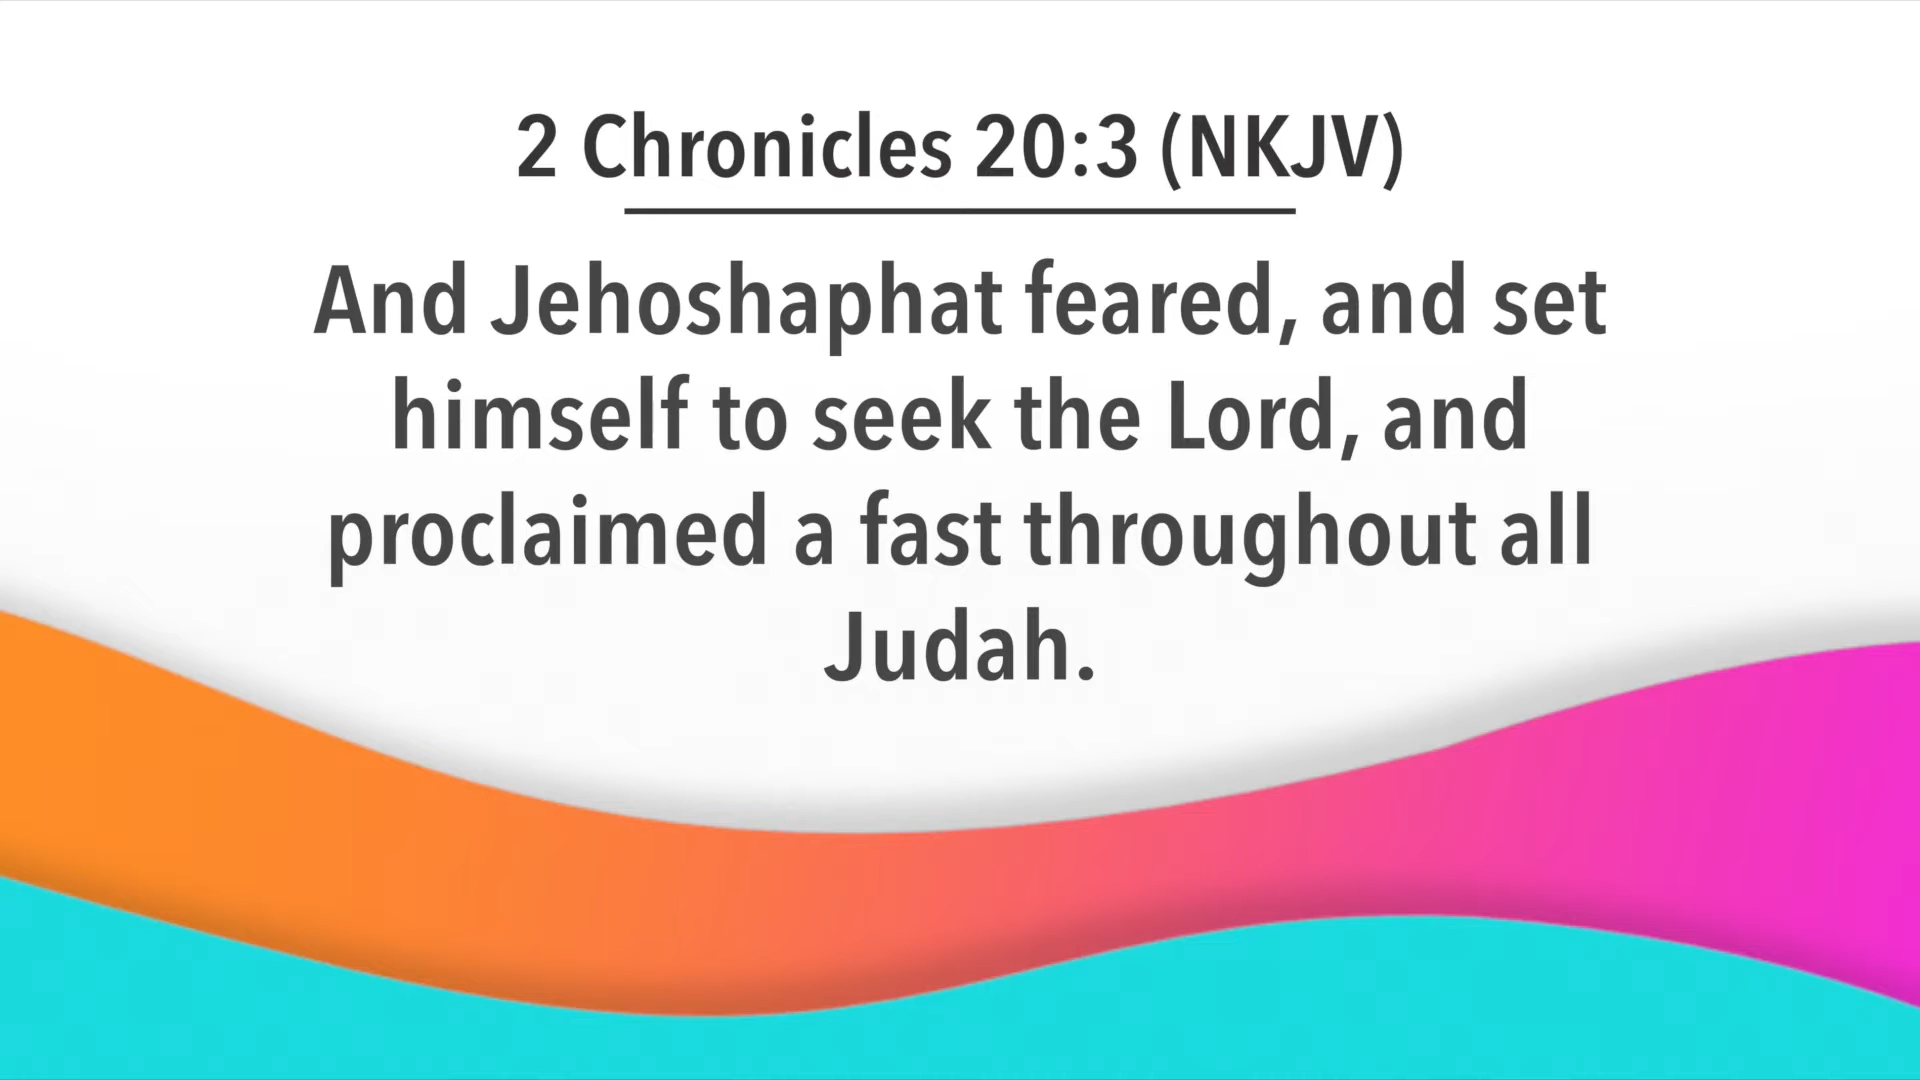 2 Chronicles 20:3 (NKJV)
And Jehoshaphat feared, and set
himself to seek the Lord, and
proclaimed a fast throughout all
Judah.